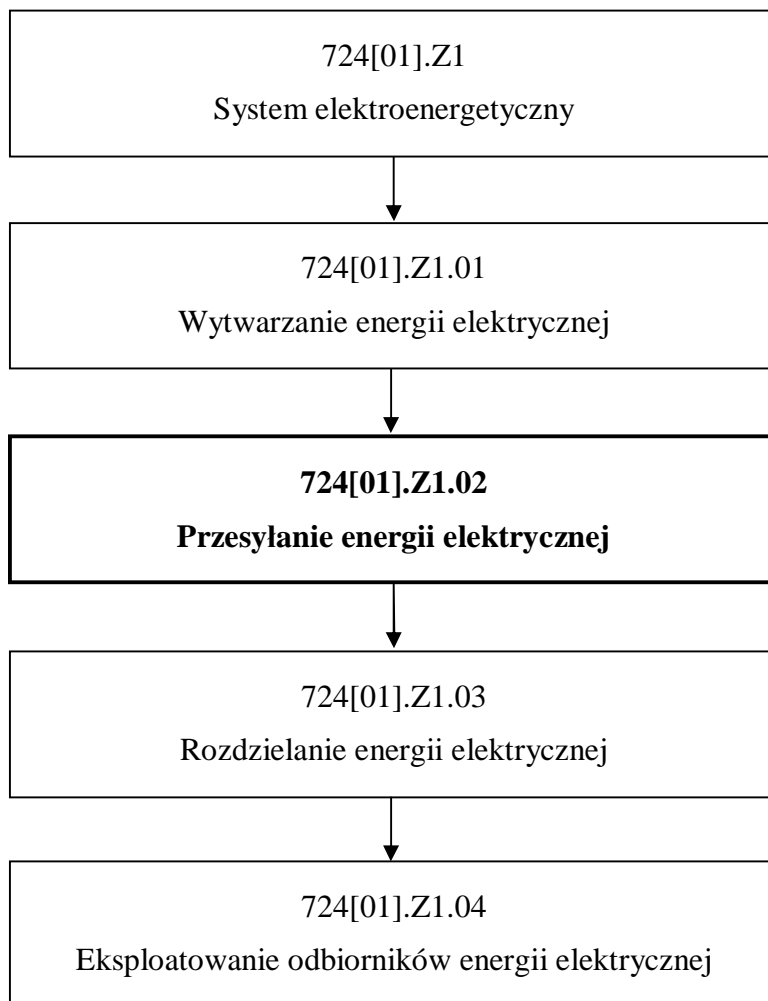 724[01].Z1
System elektroenergetyczny
724[01].Z1.01
Wytwarzanie energii elektrycznej
724[01].Z1.02
Przesyłanie energii elektrycznej
724[01].Z1.03
Rozdzielanie energii elektrycznej
724[01].Z1.04
Eksploatowanie odbiorników energii elektrycznej